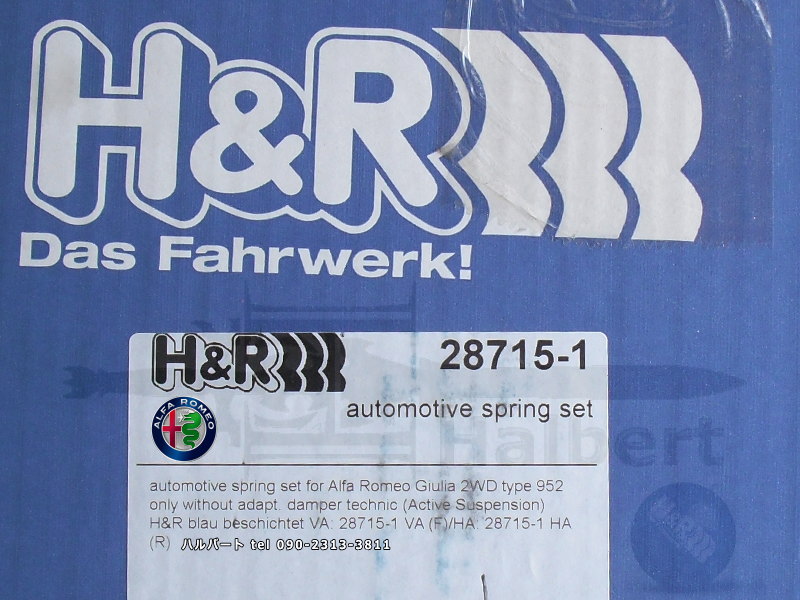 H&R
Das Fahrwerk!
H&R 28715-1
automotive spring set
ALFA ROMEO
Halbert
automotive spring set for Alfa Romeo Giulia 2WD type 952
only without adapt. damper technic (Active Suspension)
H&R blau beschichtet VA: 28715-1 VA (F)/HA: 28715-1 HA
(R) ハルバート tel 090-2313-3811